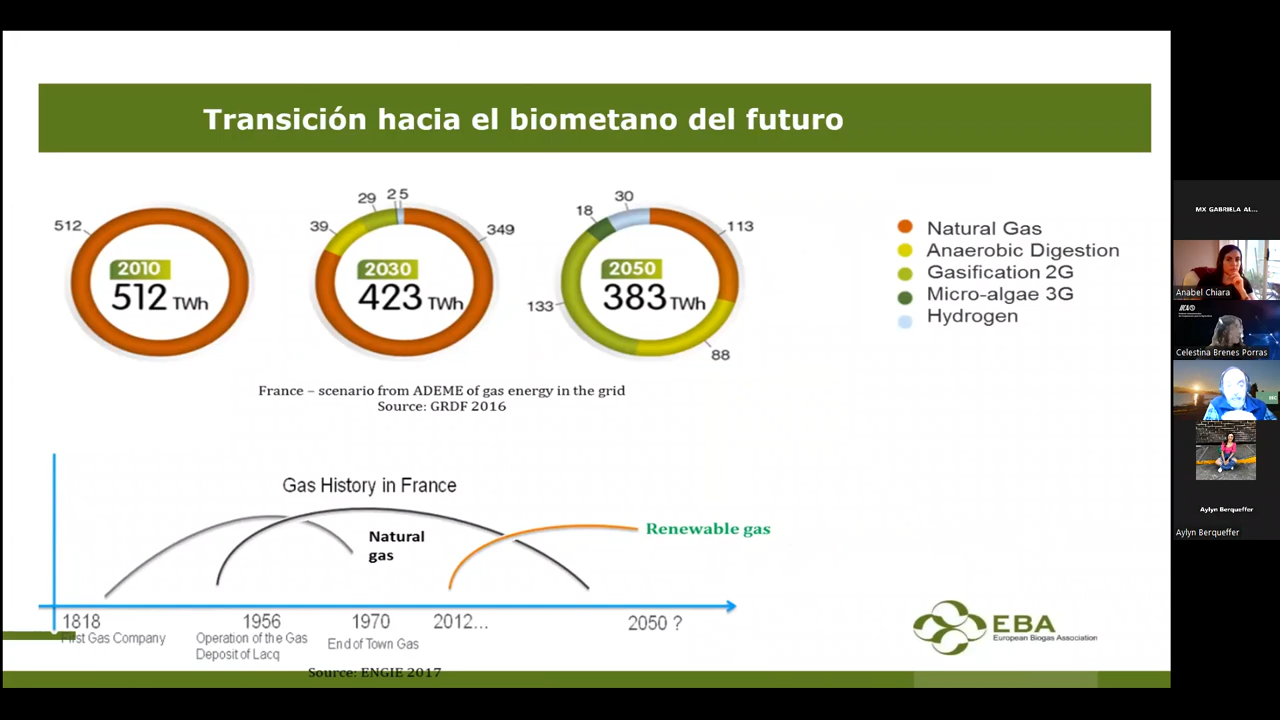 Transición hacia el biometano del futuro
512
2010
512 TWh
39
29
2
5
349
2030
423 TWh
18
30
113
133
88
2050
383 TWh
Natural Gas
Anaerobic Digestion
Gasification 2G
Micro-algae 3G
Hydrogen
France – scenario from ADEME of gas energy in the grid
Source: GRDF 2016
Gas History in France
Natural
gas
Renewable gas
1818
First Gas Company
1956
Operation of the Gas
Deposit of Lacq
1970
End of Town Gas
2012...
2050 ?
Source: ENGIE 2017
EBA
European Biogas Association
MX GABRIELA AL...
Anabel Chiara
Celestina Brenes Porras
Aylyn Berqueffer
Aylyn Berqueffer